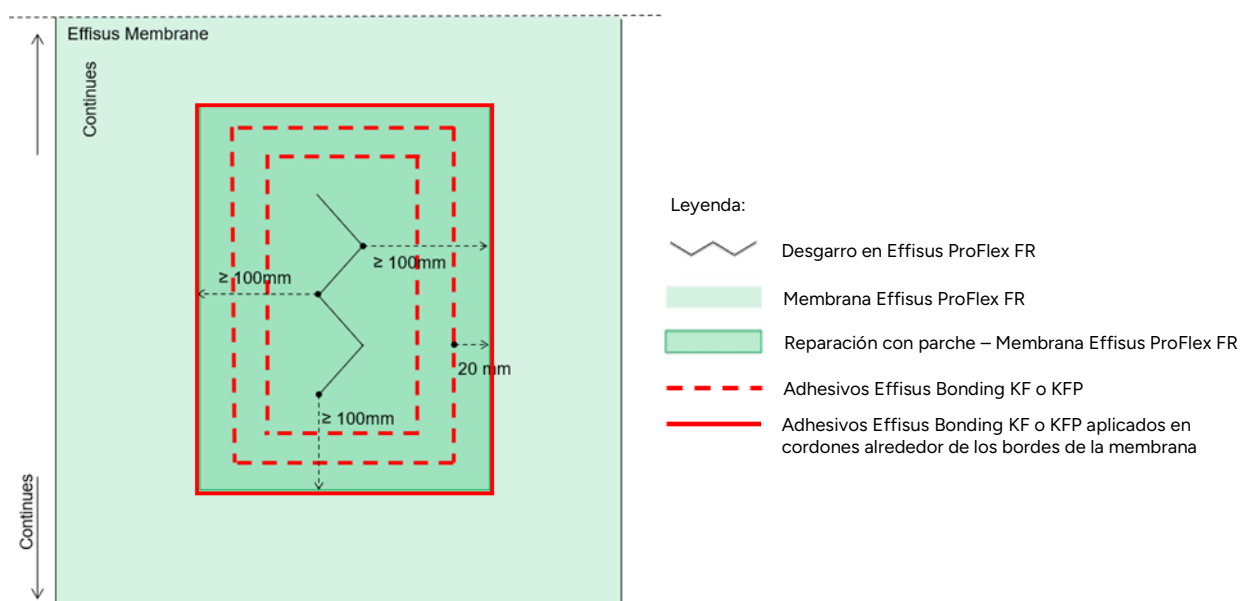 Effisus Membrane
Continues
≥ 100mm
≥ 100mm
20 mm
≥ 100mm
Continues
Leyenda:
Desgarro en Effisus ProFlex FR
Membrana Effisus ProFlex FR
Reparación con parche – Membrana Effisus ProFlex FR
Adhesivos Effisus Bonding KF o KFP
Adhesivos Effisus Bonding KF o KFP aplicados en
cordones alrededor de los bordes de la membrana